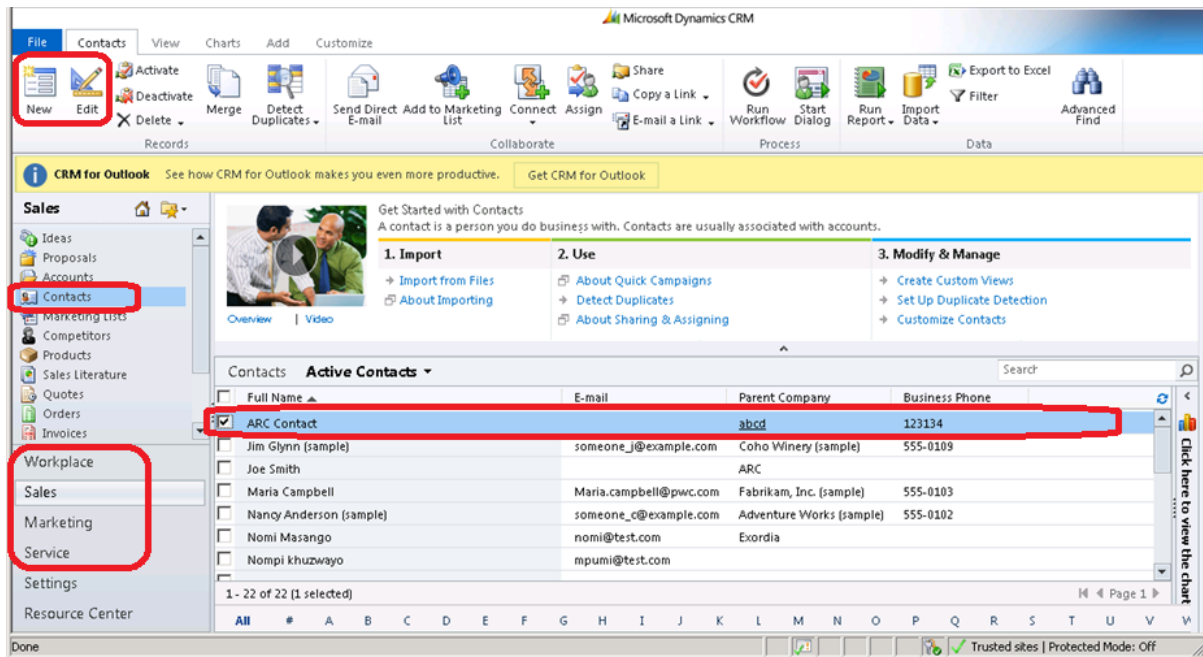 Microsoft Dynamics CRM
File Contacts View Charts Add Customize
New Edit Activate Deactivate Delete Merge Detect Duplicates Send Direct E-mail Add to Marketing List Connect Assign Share Copy a Link E-mail a Link Run Workflow Start Dialog Run Report Import Data Export to Excel Filter Advanced Find
Records Collaborate Process Data
CRM for Outlook See how CRM for Outlook makes you even more productive. Get CRM for Outlook
Sales
Ideas
Proposals
Accounts
Contacts
Marketing Lists
Competitors
Products
Sales Literature
Quotes
Orders
Invoices
Workplace
Sales
Marketing
Service
Settings
Resource Center
Get Started with Contacts
A contact is a person you do business with. Contacts are usually associated with accounts.
1. Import 2. Use 3. Modify & Manage
Import from Files About Quick Campaigns Create Custom Views
About Importing Detect Duplicates Set Up Duplicate Detection
Overview | Video About Sharing & Assigning Customize Contacts
Contacts Active Contacts Search
Full Name E-mail Parent Company Business Phone
ARC Contact abcd 123134
Jim Glynn (sample) someone_j@example.com Coho Winery (sample) 555-0109
Joe Smith ARC
Maria Campbell Maria.campbell@pwc.com Fabrikam, Inc. (sample) 555-0103
Nancy Anderson (sample) someone_c@example.com Adventure Works (sample) 555-0102
Nomi Masango nomi@test.com Exordia
Nompi khuzwayo mpumi@test.com
Click here to view the chart
1 - 22 of 22 (1 selected) Page 1
All # A B C D E F G H I J K L M N O P Q R S T U V W
Done Trusted sites | Protected Mode: Off